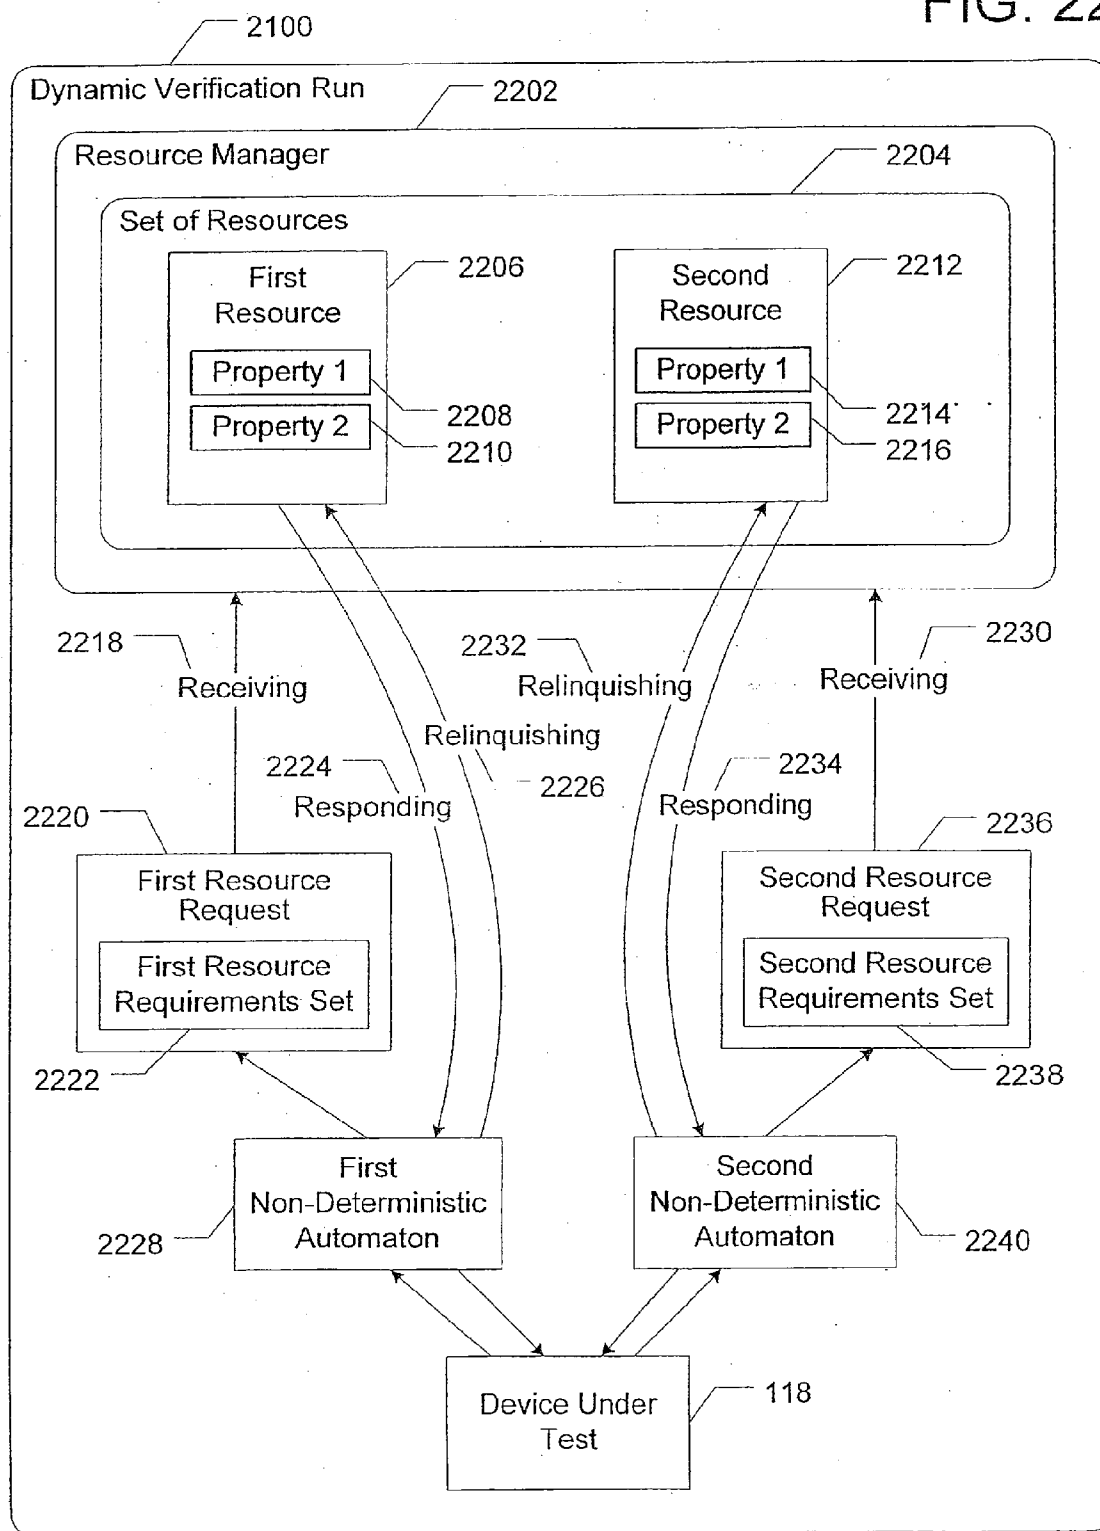 FIG. 22
2100
Dynamic Verification Run
2202
Resource Manager
2204
Set of Resources
First
Resource
2206
Property 1
2208
Property 2
2210
Second
Resource
2212
Property 1
2214
Property 2
2216
2218
Receiving
2232
Relinquishing
2230
Receiving
Relinquishing
2224
Responding
2226
2234
Responding
2220
First Resource
Request
First Resource
Requirements Set
2222
2236
Second Resource
Request
Second Resource
Requirements Set
2238
First
Non-Deterministic
Automaton
2228
Second
Non-Deterministic
Automaton
2240
Device Under
Test
118